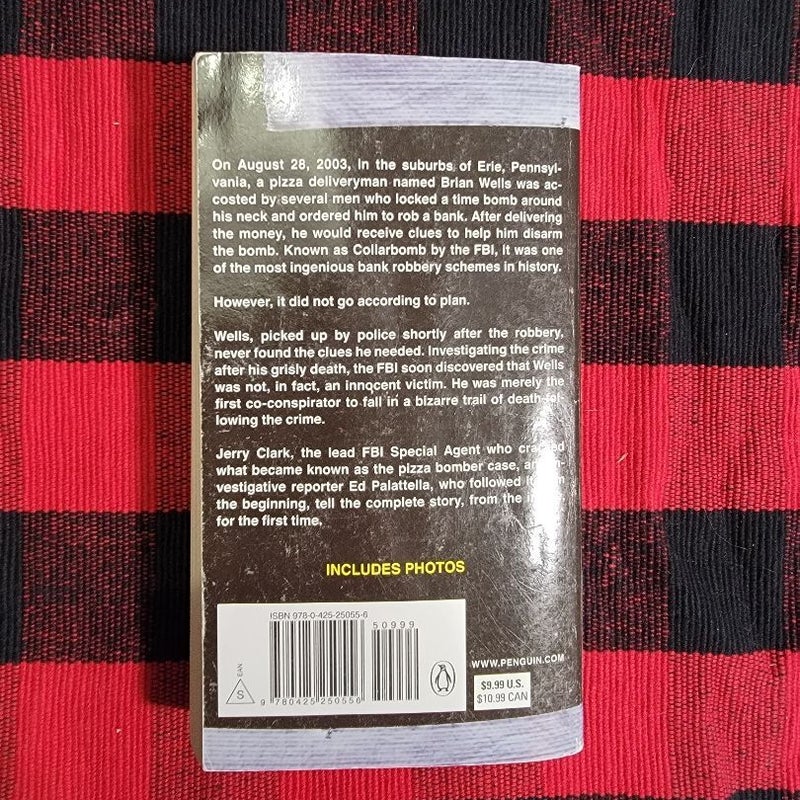 On August 28, 2003, in the suburbs of Erie, Pennsyl-
vania, a pizza deliveryman named Brian Wells was ac-
costed by several men who locked a time bomb around
his neck and ordered him to rob a bank. After delivering
the money, he would receive clues to help him disarm
the bomb. Known as Collarbomb by the FBI, it was one
of the most ingenious bank robbery schemes in history.
However, it did not go according to plan.
Wells, picked up by police shortly after the robbery,
never found the clues he needed. Investigating the crime
after his grisly death, the FBI soon discovered that Wells
was not, in fact, an innocent victim. He was merely the
first co-conspirator to fall in a bizarre trail of death fol-
lowing the crime.
Jerry Clark, the lead FBI Special Agent who cracked
what became known as the pizza bomber case,
vestigative reporter Ed Palattella, who followed
the beginning, tell the complete story, from the
for the first time.
INCLUDES PHOTOS
ISBN 978-0-425-25055-6
50999
EAN
S
9 780425 250556
WWW.PENGUIN.COM
$9.99 U.S.
$10.99 CAN